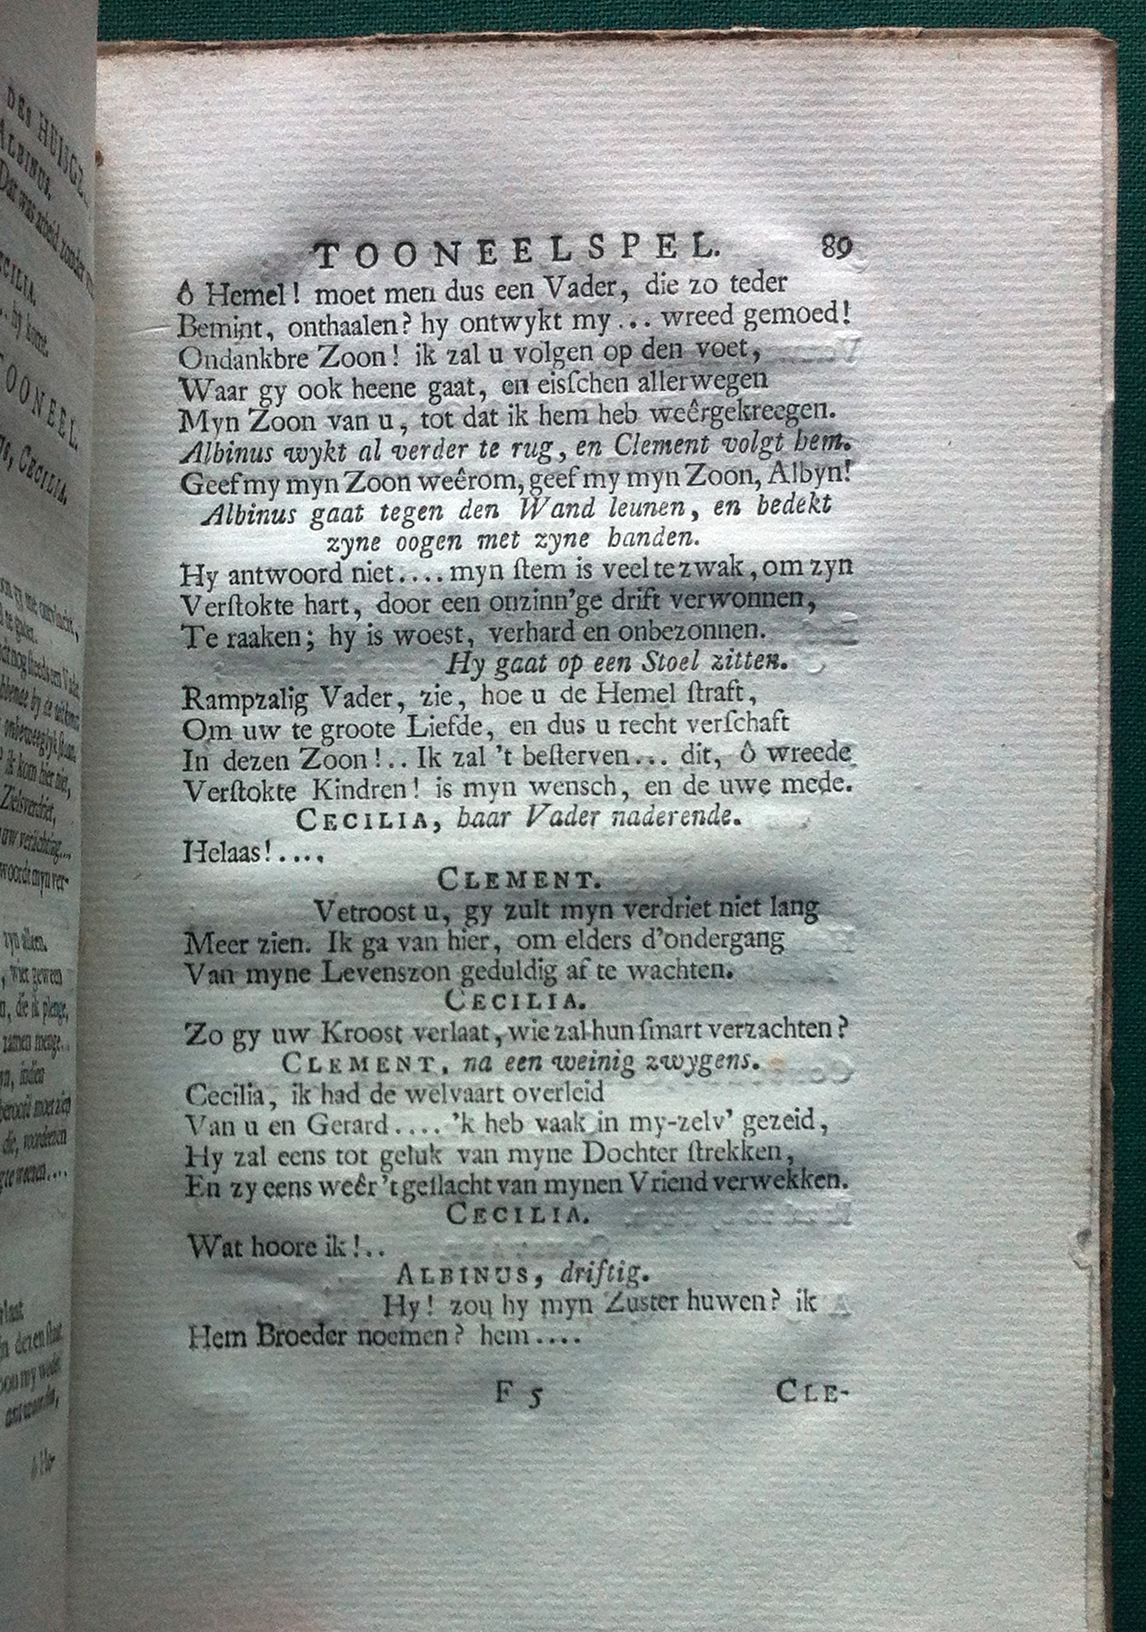 TOONEELSPEL. 89
ô Hemel! moet men dus een Vader, die zo teder
Bemint, onthaalen? hy ontwykt my... wreed gemoed!
Ondankbre Zoon! ik zal u volgen op den voet,
Waar gy ook heene gaat, en eisſchen allerwegen
Myn Zoon van u, tot dat ik hem heb weêrgekreegen.
Albinus wykt al verder te rug, en Clement volgt hem.
Geef my myn Zoon weêrom, geef my myn Zoon, Albyn!
Albinus gaat tegen den Wand leunen, en bedekt
zyne oogen met zyne handen.
Hy antwoord niet.... myn ſtem is veel te zwak, om zyn
Verſtokte hart, door een onzinn'ge drift verwonnen,
Te raaken; hy is woest, verhard en onbezonnen.
Hy gaat op een Stoel zitten.
Rampzalig Vader, zie, hoe u de Hemel ſtraft,
Om uw te groote Liefde, en dus u recht verſchaft
In dezen Zoon!.. Ik zal 't beſterven... dit, ô wreede
Verſtokte Kindren! is myn wensch, en de uwe mede.
CECILIA, haar Vader naderende.
Helaas!....
CLEMENT.
Vetroost u, gy zult myn verdriet niet lang
Meer zien. Ik ga van hier, om elders d'ondergang
Van myne Levenszon geduldig af te wachten.
CECILIA.
Zo gy uw Kroost verlaat, wie zal hun ſmart verzachten?
CLEMENT, na een weinig zwygens.
Cecilia, ik had de welvaart overleid
Van u en Gerard.... 'k heb vaak in my-zelv' gezeid,
Hy zal eens tot geluk van myne Dochter ſtrekken,
En zy eens weêr 't geſlacht van mynen Vriend verwekken.
CECILIA.
Wat hoore ik!..
ALBINUS, driftig.
Hy! zou hy myn Zuster huwen? ik
Hem Broeder noemen? hem....
F 5 CLE-